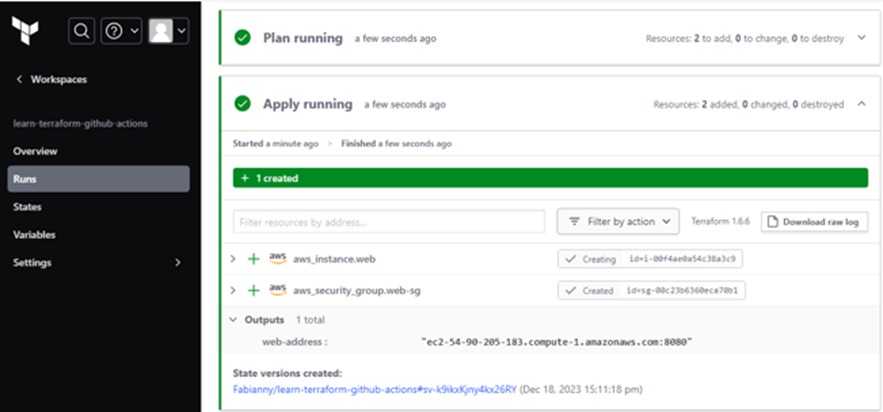 Workspaces
learn-terraform-github-actions
Overview
Runs
States
Variables
Settings
Plan running a few seconds ago Resources: 2 to add, 0 to change, 0 to destroy
Apply running a few seconds ago Resources: 2 added, 0 changed, 0 destroyed
Started a minute ago > Finished a few seconds ago
+ 1 created
Filter resources by address... Filter by action Terraform 1.6.6 Download raw log
aws aws_instance.web Creating id=i-00f4ae0a54c38a3c9
aws aws_security_group.web-sg Created id=sg-00c23b6360eca70b1
Outputs 1 total
web-address : "ec2-54-90-205-183.compute-1.amazonaws.com:8080"
State versions created:
Fabianny/learn-terraform-github-actions#sv-k9ikxKjny4kx26RY (Dec 18, 2023 15:11:18 pm)